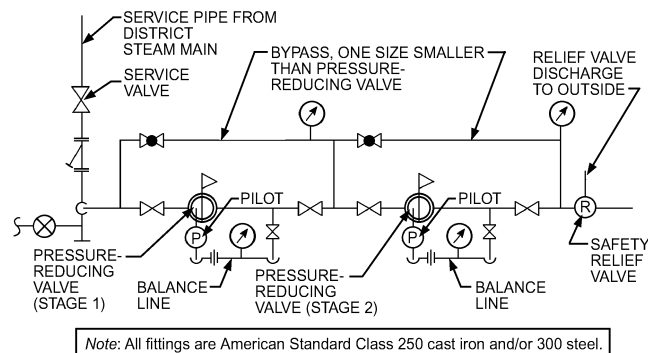 SERVICE PIPE FROM
DISTRICT
STEAM MAIN
SERVICE
VALVE
BYPASS, ONE SIZE SMALLER
THAN PRESSURE-
REDUCING VALVE
RELIEF VALVE
DISCHARGE
TO OUTSIDE
PILOT
P
PILOT
P
R
PRESSURE-
REDUCING
VALVE
(STAGE 1)
BALANCE
LINE
PRESSURE-
REDUCING
VALVE (STAGE 2)
BALANCE
LINE
SAFETY
RELIEF
VALVE
Note: All fittings are American Standard Class 250 cast iron and/or 300 steel.